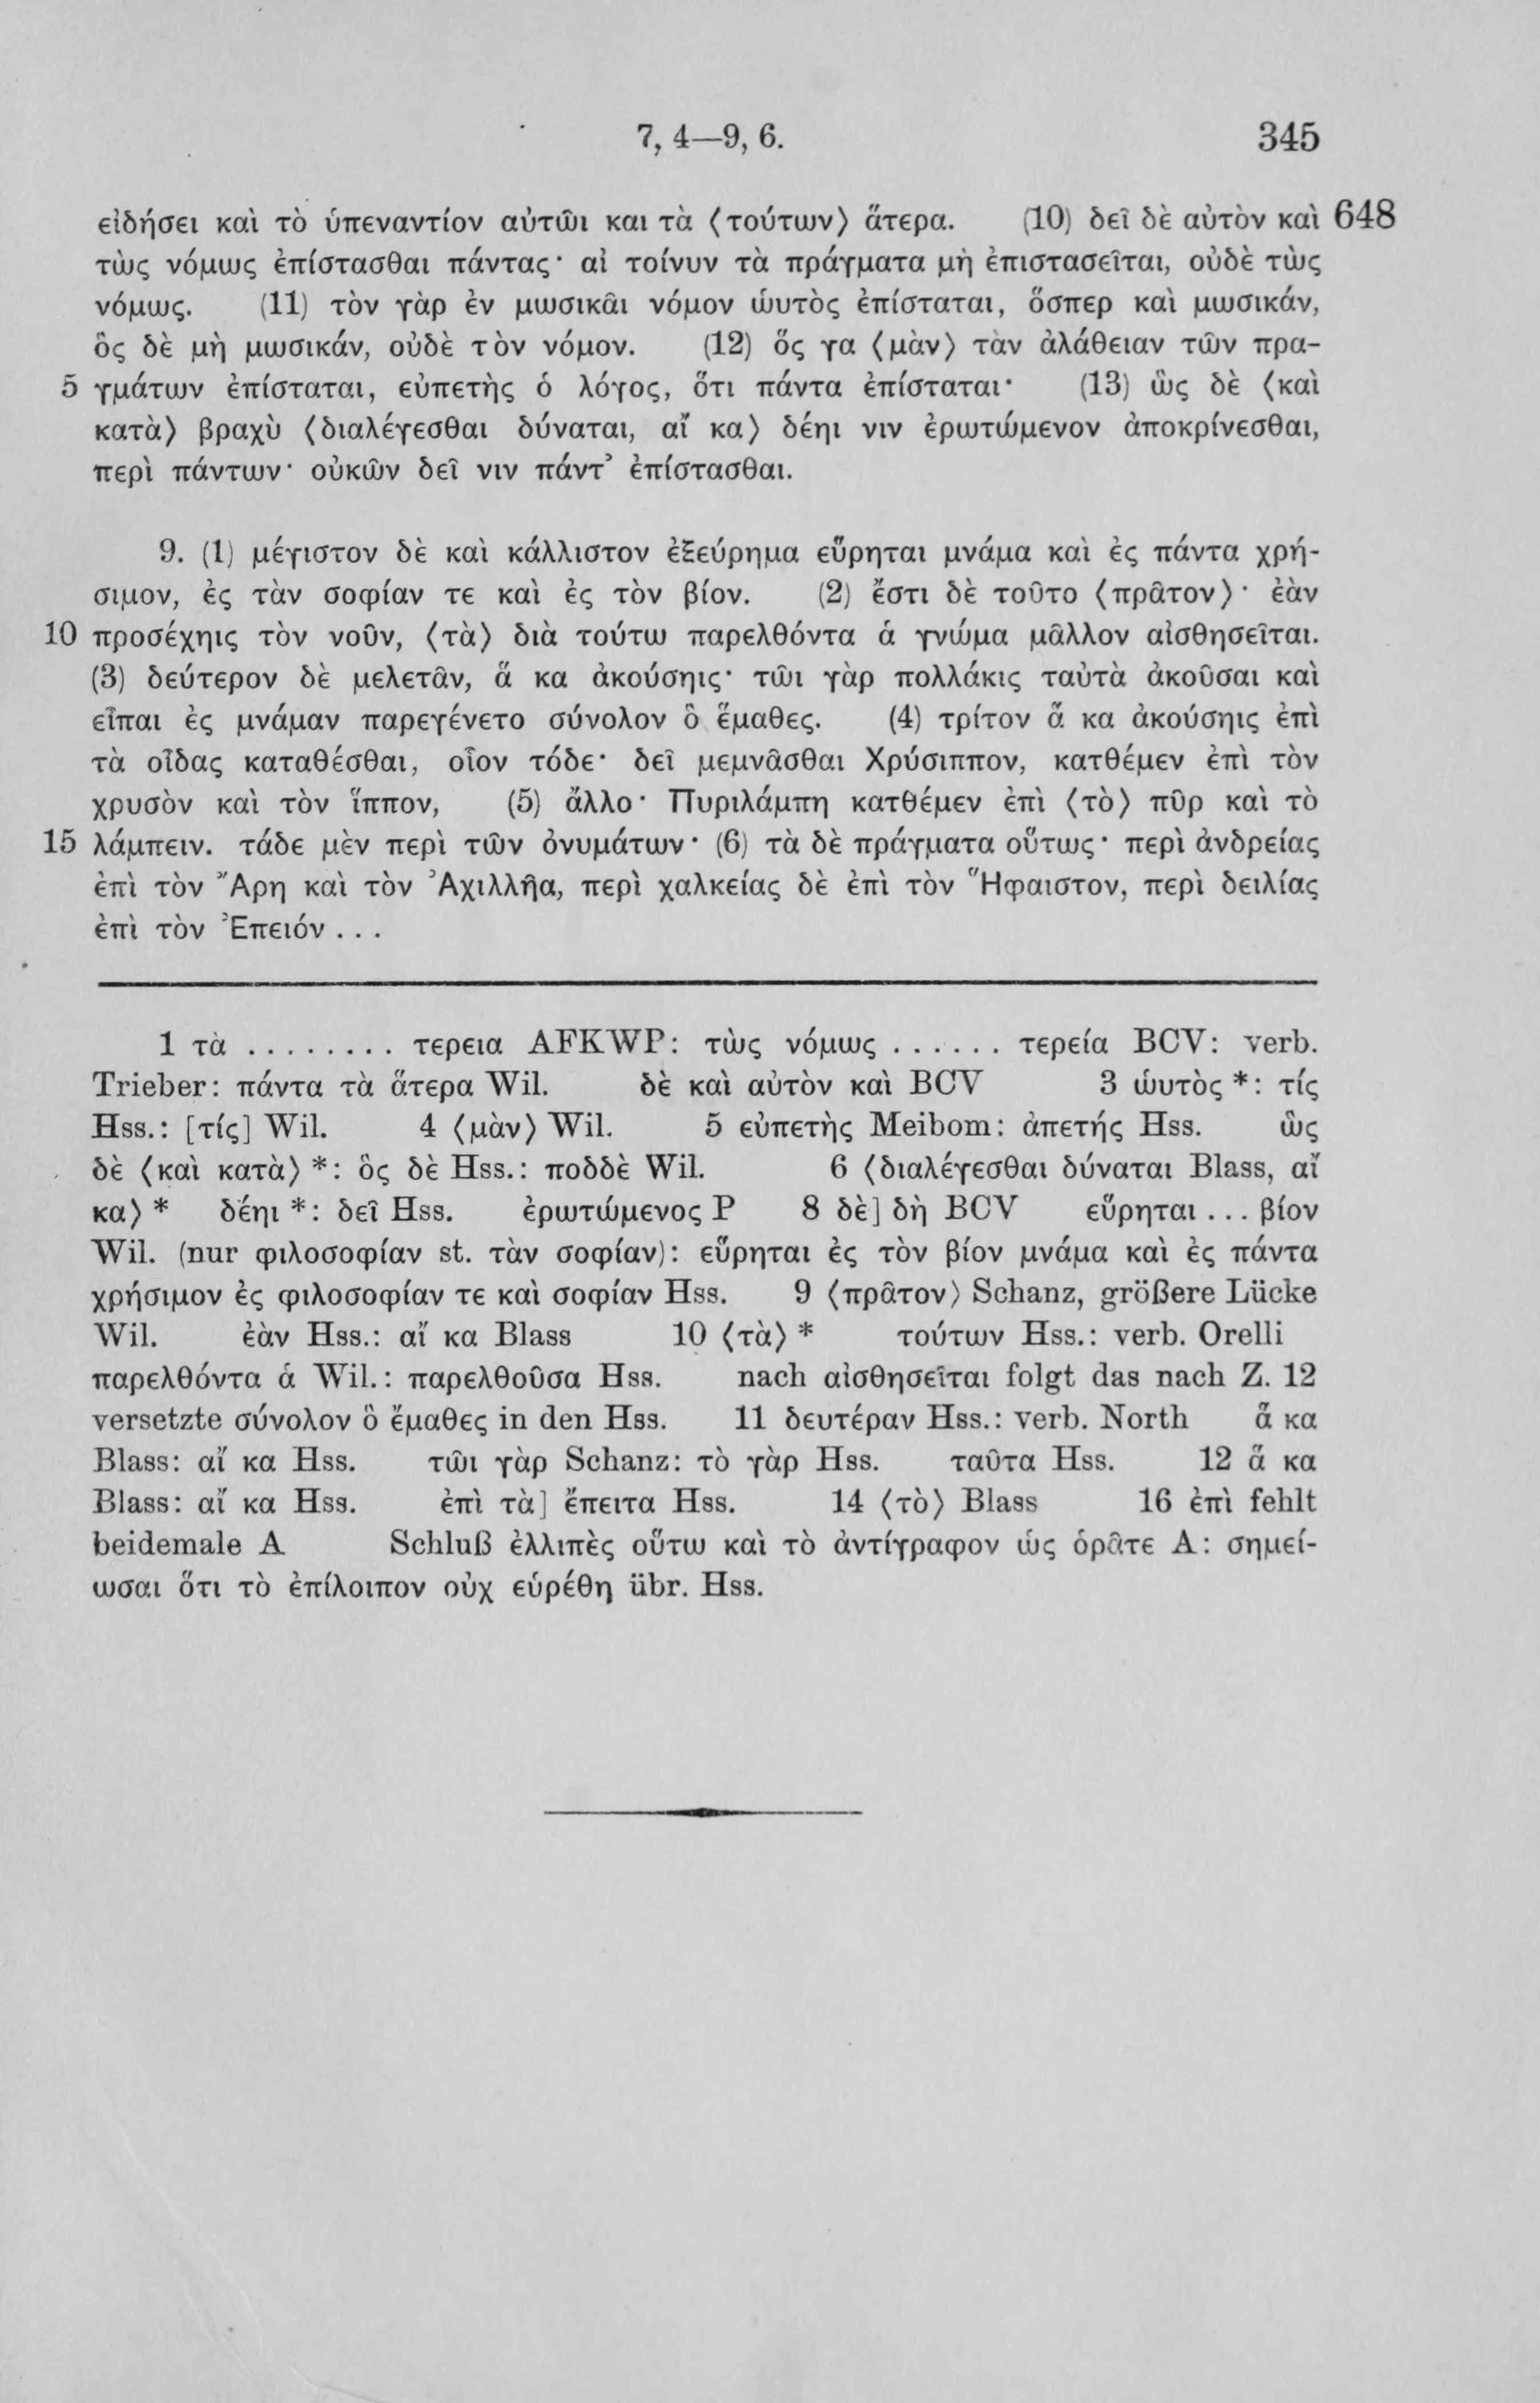 7, 4—9, 6. 345
εἰδήσει καὶ τὸ ὑπεναντίον αὐτῶι και τὰ ⟨τούτων⟩ ἅτερα. (10) δεῖ δὲ αὐτὸν καὶ 648
τὼς νόμως ἐπίστασθαι πάντας· αἰ τοίνυν τὰ πράγματα μὴ ἐπιστασεῖται, οὐδὲ τὼς
νόμως. (11) τὸν γὰρ ἐν μωσικᾶι νόμον ὡυτὸς ἐπίσταται, ὅσπερ καὶ μωσικάν,
ὃς δὲ μὴ μωσικάν, οὐδὲ τὸν νόμον. (12) ὅς γα ⟨μὰν⟩ τὰν ἀλάθειαν τῶν πρα-
5 γμάτων ἐπίσταται, εὐπετὴς ὁ λόγος, ὅτι πάντα ἐπίσταται· (13) ὣς δὲ ⟨καὶ
κατὰ⟩ βραχὺ ⟨διαλέγεσθαι δύναται, αἴ κα⟩ δέηι νιν ἐρωτώμενον ἀποκρίνεσθαι,
περὶ πάντων· οὐκῶν δεῖ νιν πάντ’ ἐπίστασθαι.
9. (1) μέγιστον δὲ καὶ κάλλιστον ἐξεύρημα εὕρηται μνάμα καὶ ἐς πάντα χρή-
σιμον, ἐς τὰν σοφίαν τε καὶ ἐς τὸν βίον. (2) ἔστι δὲ τοῦτο ⟨πρᾶτον⟩· ἐὰν
10 προσέχηις τὸν νοῦν, ⟨τὰ⟩ διὰ τούτω παρελθόντα ἁ γνώμα μᾶλλον αἰσθησεῖται.
(3) δεύτερον δὲ μελετᾶν, ἅ κα ἀκούσηις· τῶι γὰρ πολλάκις ταὐτὰ ἀκοῦσαι καὶ
εἶπαι ἐς μνάμαν παρεγένετο σύνολον ὃ ἔμαθες. (4) τρίτον ἅ κα ἀκούσηις ἐπὶ
τὰ οἶδας καταθέσθαι, οἷον τόδε· δεῖ μεμνᾶσθαι Χρύσιππον, κατθέμεν ἐπὶ τὸν
χρυσὸν καὶ τὸν ἵππον, (5) ἄλλο· Πυριλάμπη κατθέμεν ἐπὶ ⟨τὸ⟩ πῦρ καὶ τὸ
15 λάμπειν. τάδε μὲν περὶ τῶν ὀνυμάτων· (6) τὰ δὲ πράγματα οὕτως· περὶ ἀνδρείας
ἐπὶ τὸν Ἄρη καὶ τὸν Ἀχιλλῆα, περὶ χαλκείας δὲ ἐπὶ τὸν Ἥφαιστον, περὶ δειλίας
ἐπὶ τὸν Ἐπειόν . . .
1 τὰ . . . . . . . . τερεια AFKWP: τὼς νόμως . . . . . . τερεία BCV: verb.
Trieber: πάντα τὰ ἅτερα Wil. δὲ καὶ αὐτὸν καὶ BCV 3 ὡυτὸς *: τίς
Hss.: [τίς] Wil. 4 ⟨μὰν⟩ Wil. 5 εὐπετὴς Meibom: ἀπετής Hss. ὣς
δὲ ⟨καὶ κατὰ⟩ *: ὃς δὲ Hss.: ποδδὲ Wil. 6 ⟨διαλέγεσθαι δύναται Blass, αἴ
κα⟩ * δέηι *: δεῖ Hss. ἐρωτώμενος P 8 δὲ] δὴ BCV εὕρηται . . . βίον
Wil. (nur φιλοσοφίαν st. τὰν σοφίαν): εὕρηται ἐς τὸν βίον μνάμα καὶ ἐς πάντα
χρήσιμον ἐς φιλοσοφίαν τε καὶ σοφίαν Hss. 9 ⟨πρᾶτον⟩ Schanz, größere Lücke
Wil. ἐὰν Hss.: αἴ κα Blass 10 ⟨τὰ⟩ * τούτων Hss.: verb. Orelli
παρελθόντα ἁ Wil.: παρελθοῦσα Hss. nach αἰσθησεῖται folgt das nach Z. 12
versetzte σύνολον ὃ ἔμαθες in den Hss. 11 δευτέραν Hss.: verb. North ἅ κα
Blass: αἴ κα Hss. τῶι γὰρ Schanz: τὸ γὰρ Hss. ταῦτα Hss. 12 ἅ κα
Blass: αἴ κα Hss. ἐπὶ τὰ] ἔπειτα Hss. 14 ⟨τὸ⟩ Blass 16 ἐπὶ fehlt
beidemale A Schluß ἐλλιπὲς οὕτω καὶ τὸ ἀντίγραφον ὡς ὁρᾶτε A: σημεί-
ωσαι ὅτι τὸ ἐπίλοιπον οὐχ εὑρέθη übr. Hss.